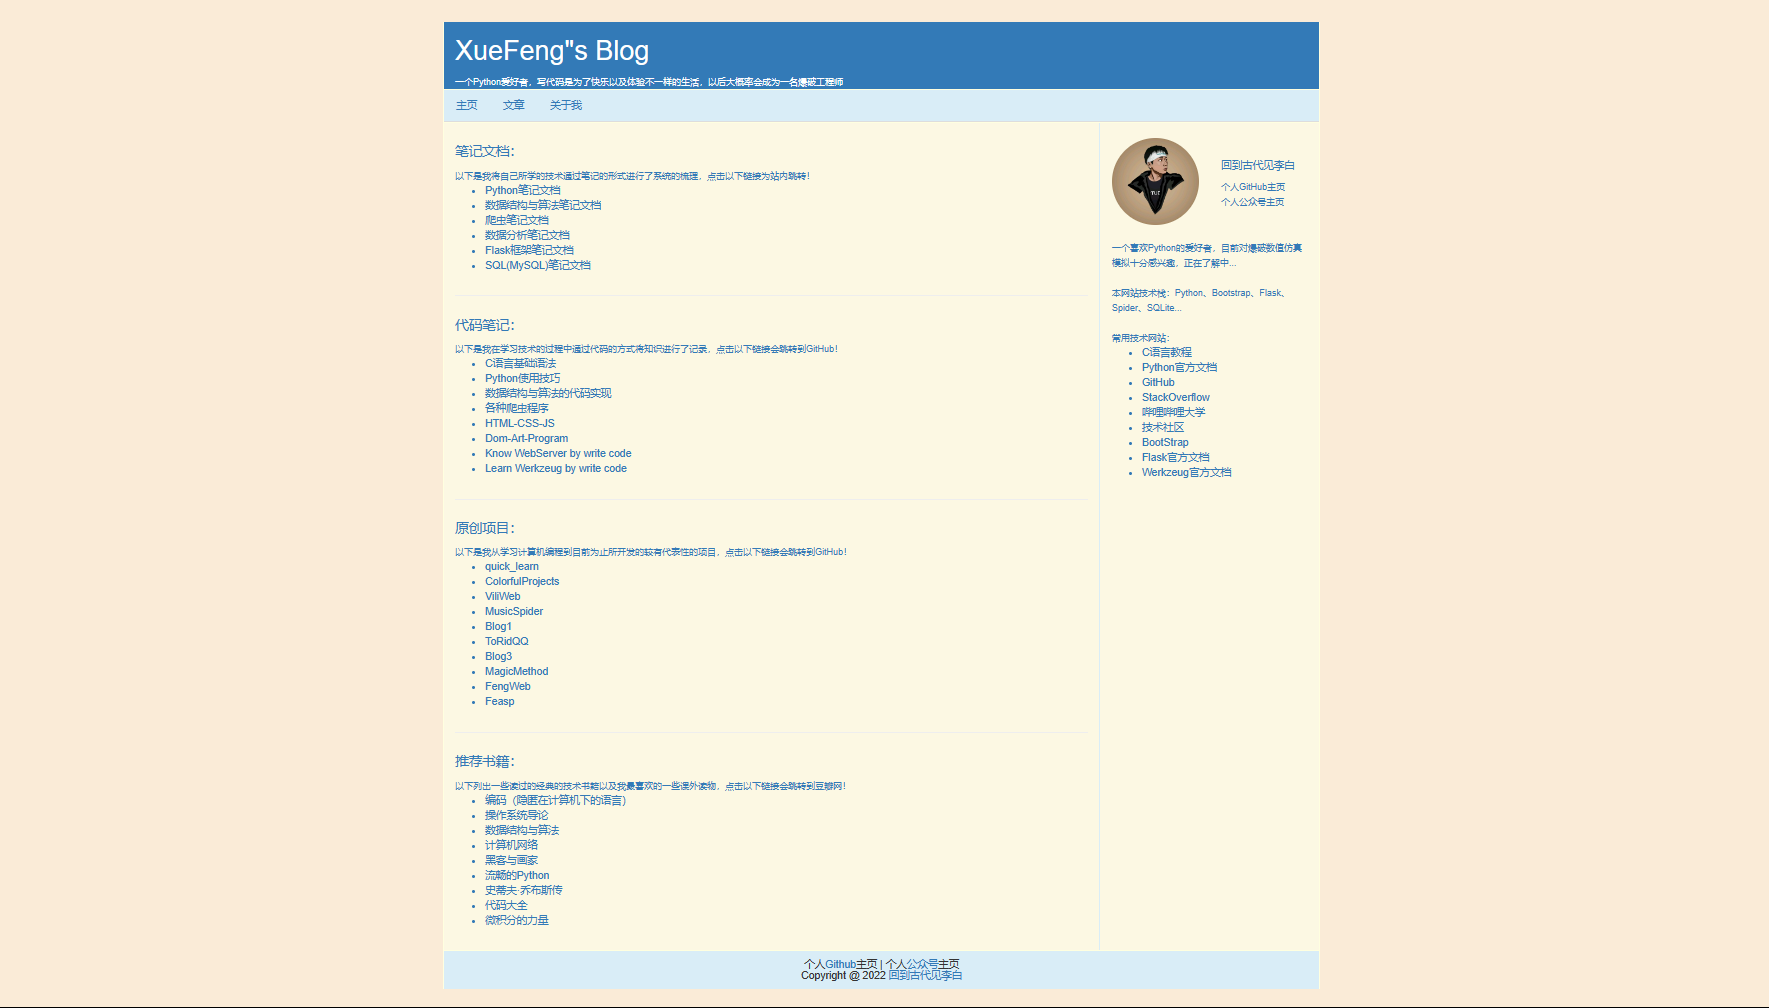 XueFeng"s Blog
一个Python爱好者，写代码是为了快乐以及体验不一样的生活，以后大概率会成为一名爆破工程师
主页 文章 关于我
笔记文档：
以下是我将自己所学的技术通过笔记的形式进行了系统的梳理，点击以下链接为站内跳转！
Python笔记文档
数据结构与算法笔记文档
爬虫笔记文档
数据分析笔记文档
Flask框架笔记文档
SQL(MySQL)笔记文档
代码笔记：
以下是我在学习技术的过程中通过代码的方式将知识进行了记录，点击以下链接会跳转到GitHub！
C语言基础语法
Python使用技巧
数据结构与算法的代码实现
各种爬虫程序
HTML-CSS-JS
Dom-Art-Program
Know WebServer by write code
Learn Werkzeug by write code
原创项目：
以下是我从学习计算机编程到目前为止所开发的较有代表性的项目，点击以下链接会跳转到GitHub！
quick_learn
ColorfulProjects
ViliWeb
MusicSpider
Blog1
ToRidQQ
Blog3
MagicMethod
FengWeb
Feasp
推荐书籍：
以下列出一些读过的经典的技术书籍以及我最喜欢的一些课外读物，点击以下链接会跳转到豆瓣网！
编码（隐匿在计算机下的语言）
操作系统导论
数据结构与算法
计算机网络
黑客与画家
流畅的Python
史蒂夫·乔布斯传
代码大全
微积分的力量
回到古代见李白
个人GitHub主页
个人公众号主页
一个喜欢Python的爱好者，目前对爆破数值仿真
模拟十分感兴趣，正在了解中...
本网站技术栈：Python、Bootstrap、Flask、
Spider、SQLite...
常用技术网站：
C语言教程
Python官方文档
GitHub
StackOverflow
哔哩哔哩大学
技术社区
BootStrap
Flask官方文档
Werkzeug官方文档
个人Github主页 | 个人公众号主页
Copyright @ 2022 回到古代见李白